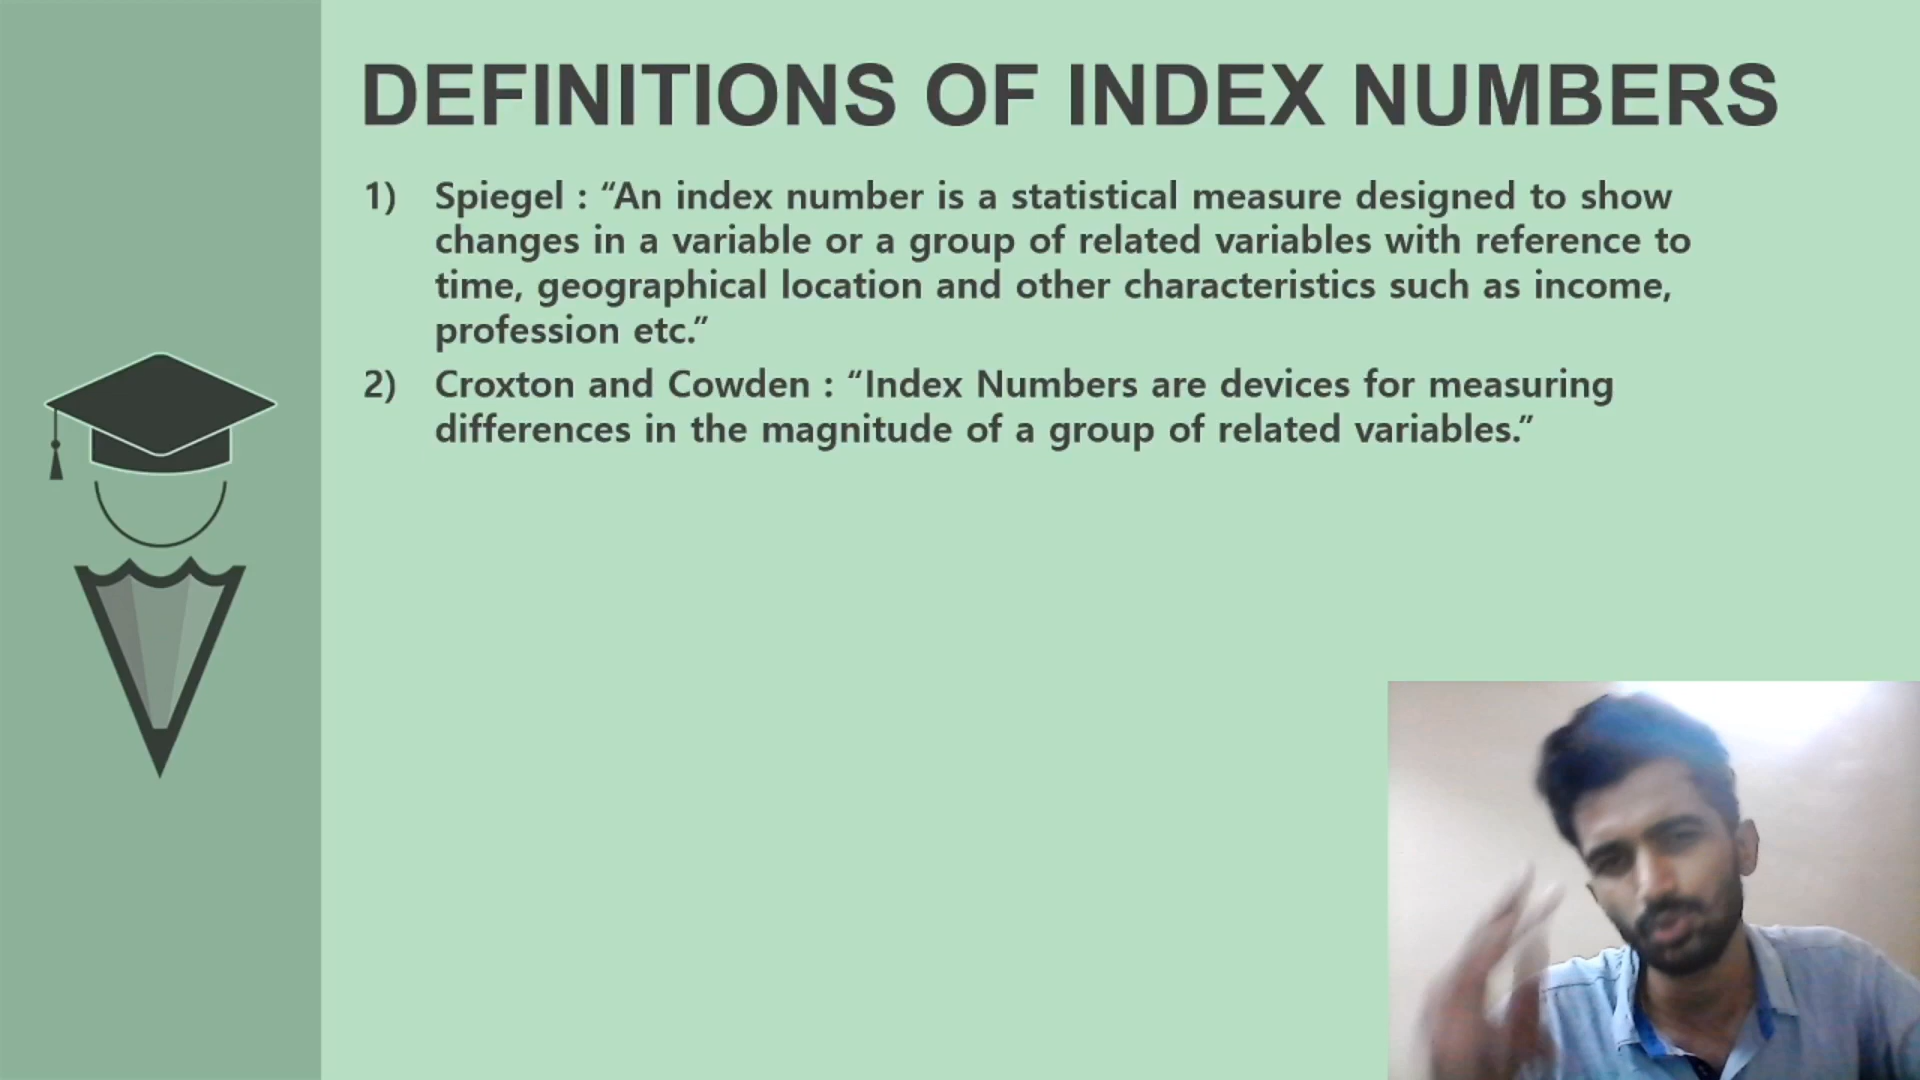 DEFINITIONS OF INDEX NUMBERS
1) Spiegel : “An index number is a statistical measure designed to show
changes in a variable or a group of related variables with reference to
time, geographical location and other characteristics such as income,
profession etc.”
2) Croxton and Cowden : “Index Numbers are devices for measuring
differences in the magnitude of a group of related variables.”